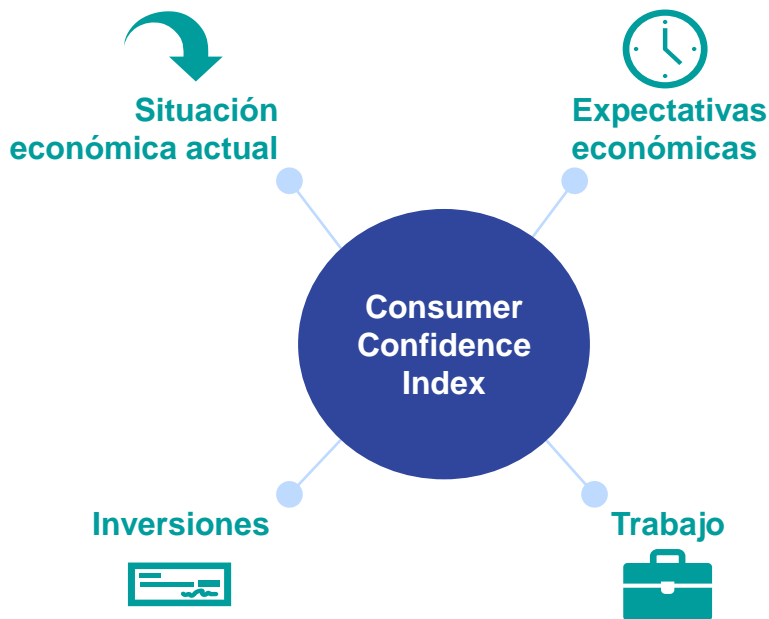 Situación
económica actual
Expectativas
económicas
Consumer
Confidence
Index
Inversiones
Trabajo